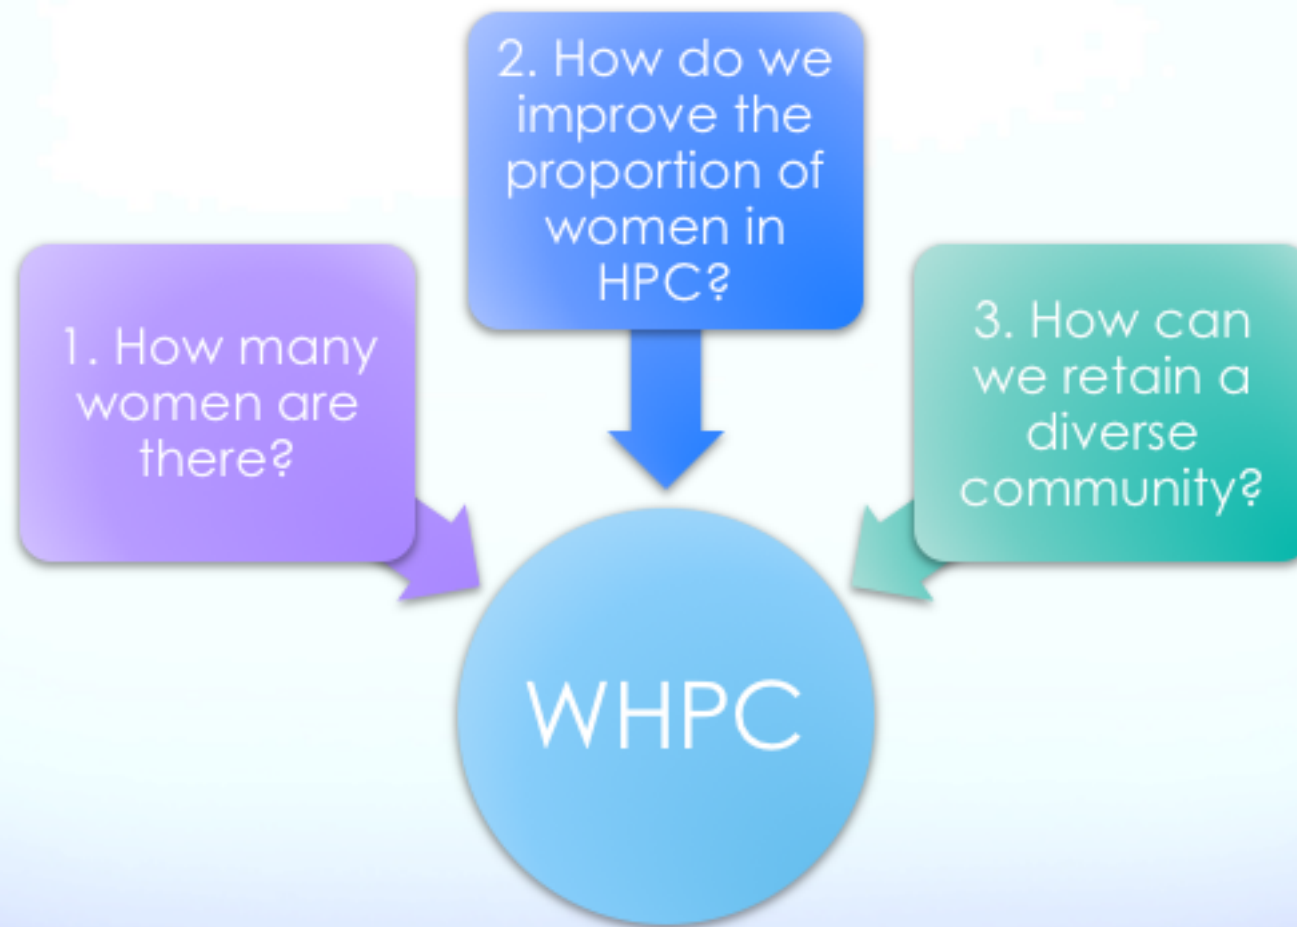 1. How many
women are
there?
2. How do we
improve the
proportion of
women in
HPC?
3. How can
we retain a
diverse
community?
WHPC